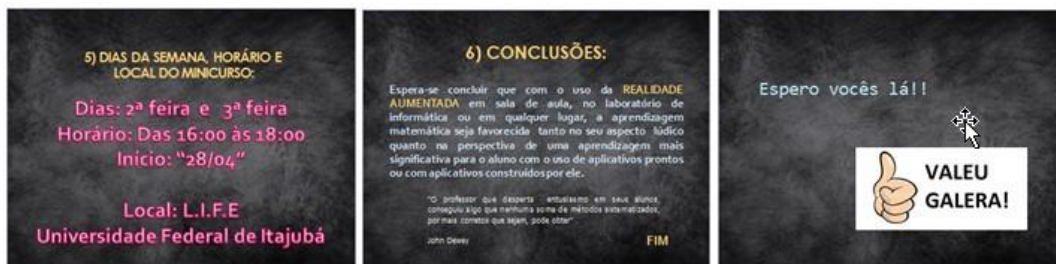 5) DIAS DA SEMANA, HORÁRIO E
LOCAL DO MINICURSO:
Dias: 2ª feira e 3ª feira
Horário: Das 16:00 às 18:00
Início: “28/04”
Local: L.I.F.E
Universidade Federal de Itajubá
6) CONCLUSÕES:
Espera-se concluir que com o uso da REALIDADE
AUMENTADA em sala de aula, no laboratório de
informática ou em qualquer lugar, a aprendizagem
matemática seja favorecida tanto no seu aspecto lúdico
quanto na perspectiva de uma aprendizagem mais
significativa para o aluno com o uso de aplicativos prontos
ou com aplicativos construidos por ele.
"O professor que desperta entusiasmo em seus alunos,
conseguiu algo que nenhuma soma de métodos sistematizados,
por mais corretos que sejam, pode obter"
John Dewey
FIM
Espero vocês lá!!
VALEU
GALERA!